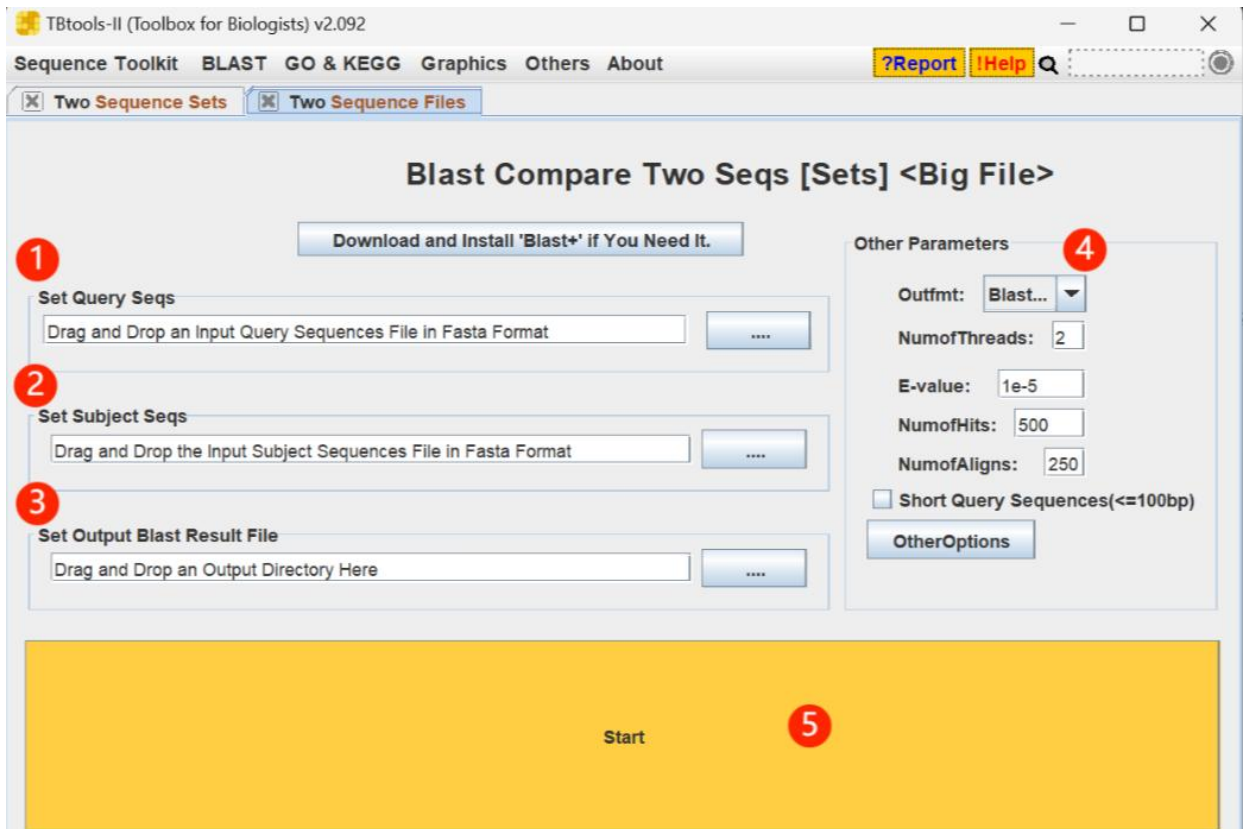 TBtools-II (Toolbox for Biologists) v2.092
Sequence Toolkit BLAST GO & KEGG Graphics Others About ?Report !Help
Two Sequence Sets Two Sequence Files
Blast Compare Two Seqs [Sets] <Big File>
Download and Install 'Blast+' if You Need It.
1
Set Query Seqs
Drag and Drop an Input Query Sequences File in Fasta Format ....
2
Set Subject Seqs
Drag and Drop the Input Subject Sequences File in Fasta Format ....
3
Set Output Blast Result File
Drag and Drop an Output Directory Here ....
Other Parameters 4
Outfmt: Blast...
NumofThreads: 2
E-value: 1e-5
NumofHits: 500
NumofAligns: 250
Short Query Sequences(<=100bp)
OtherOptions
Start 5